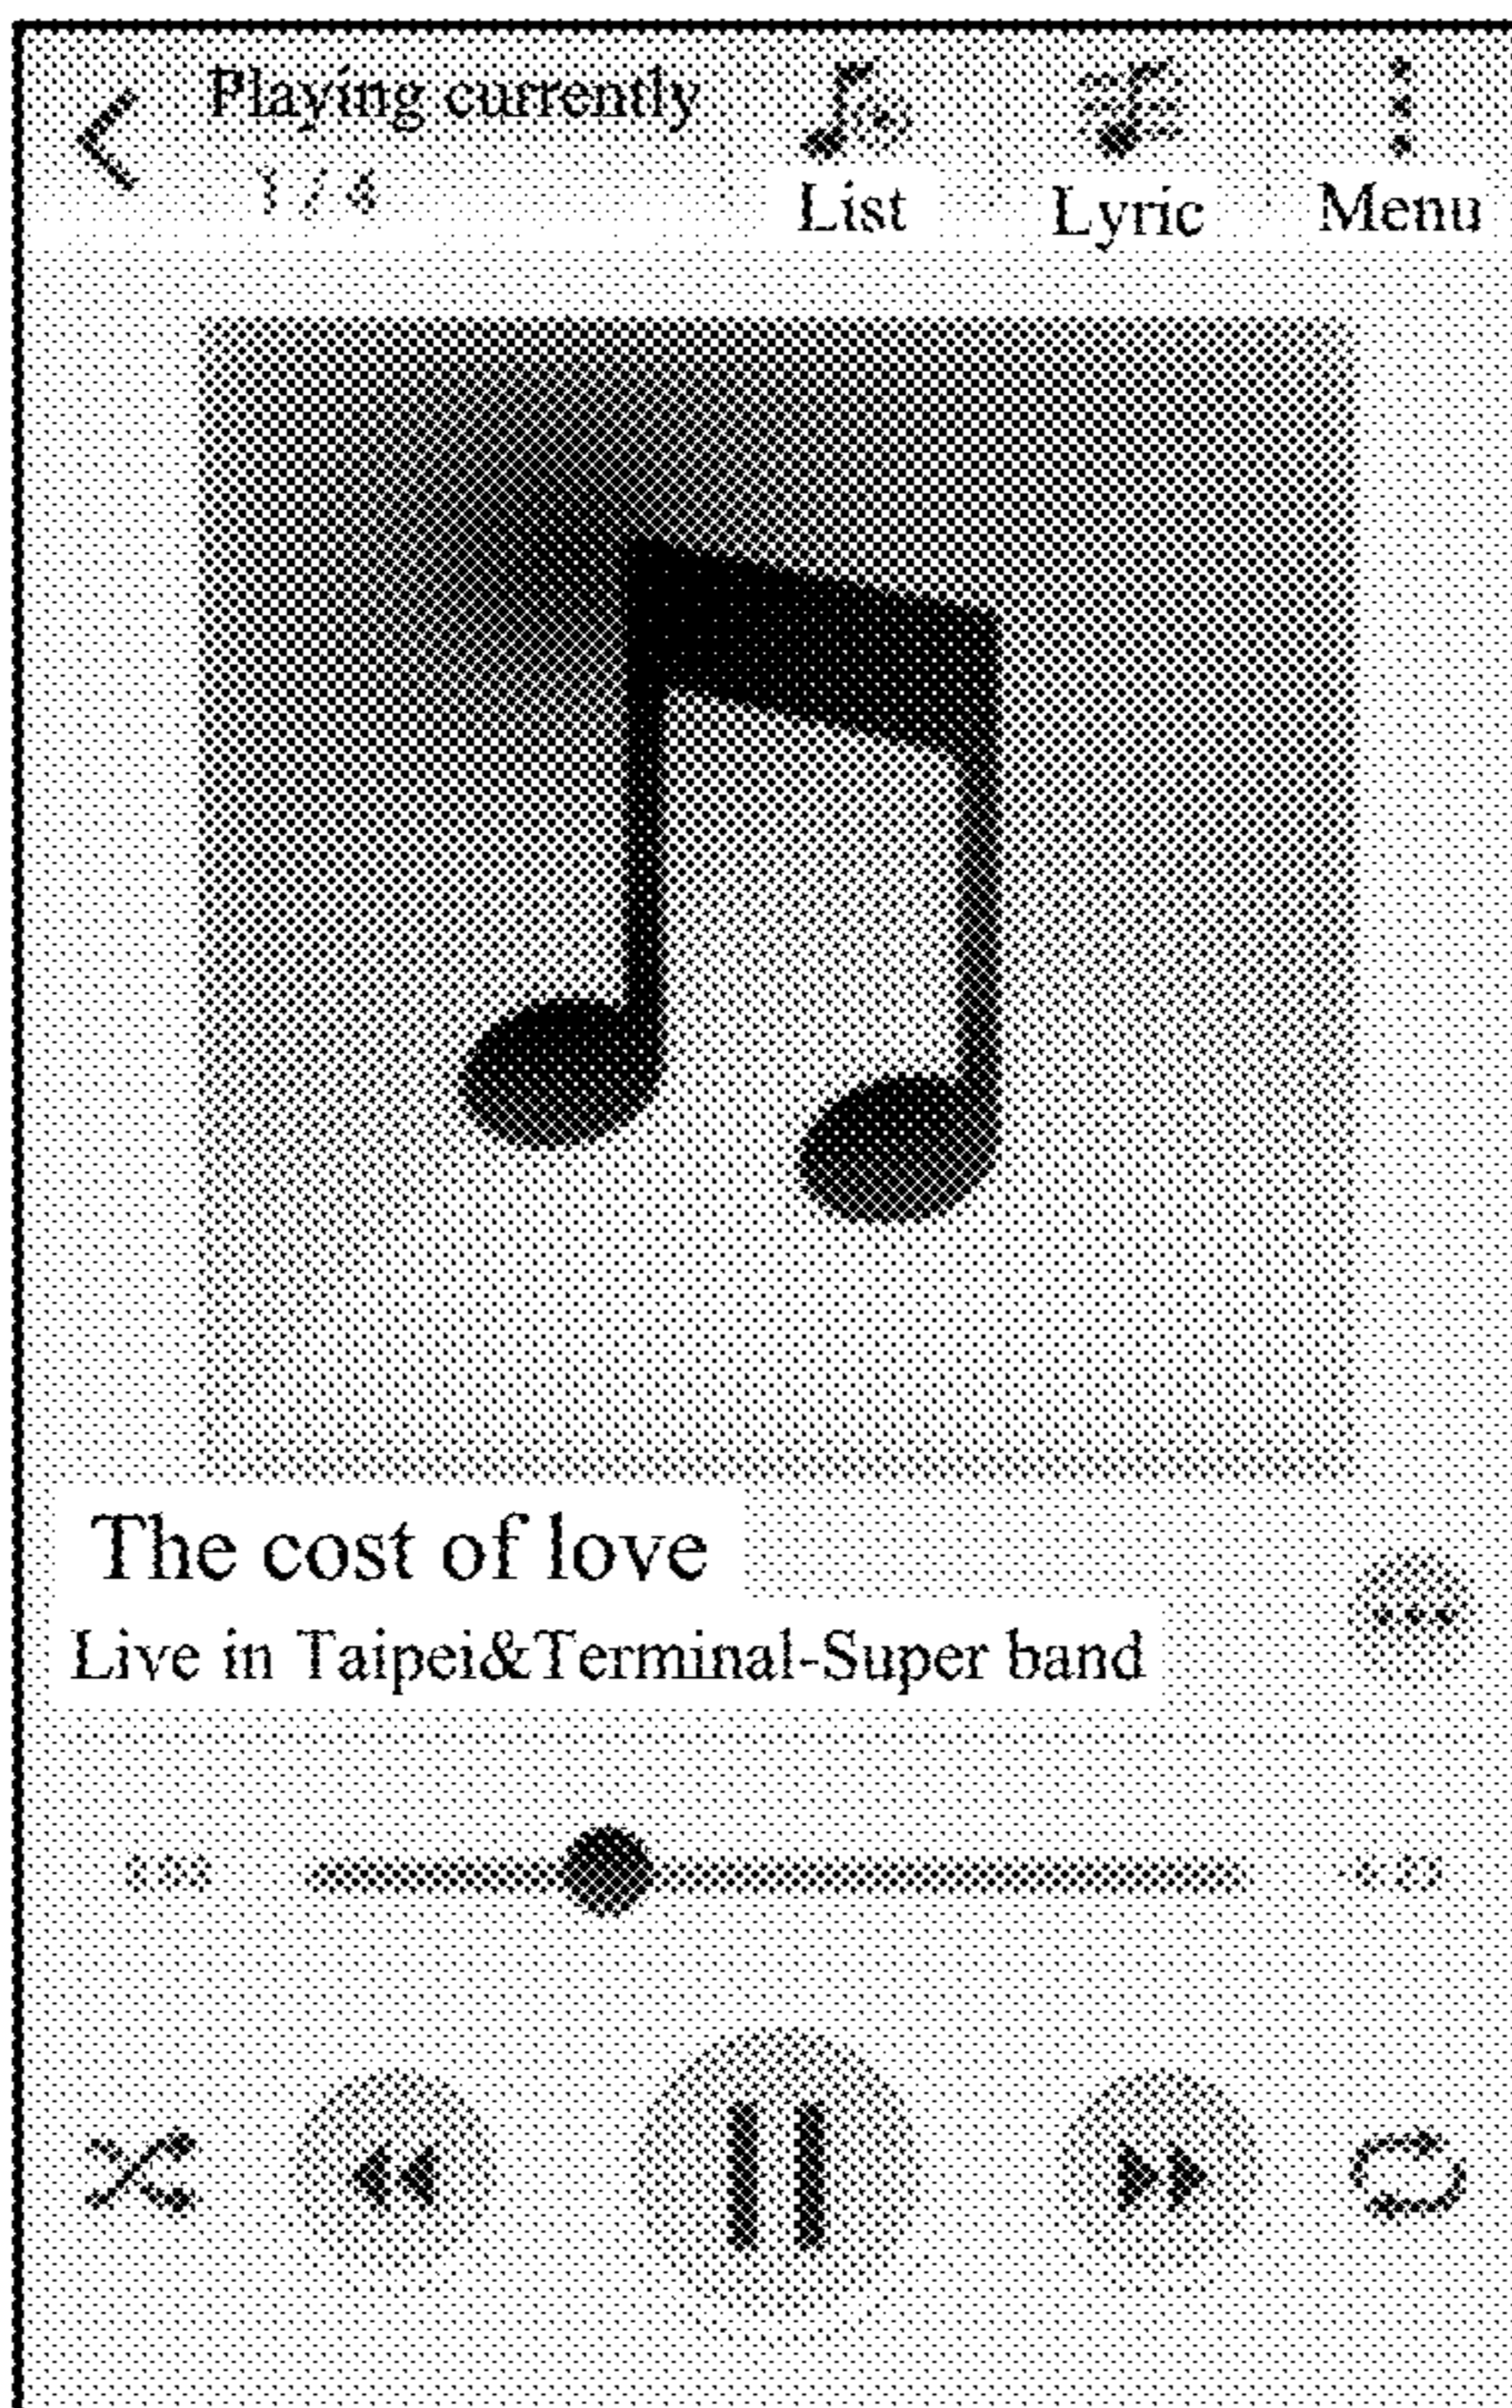 Playing currently
List
Lyric
Menu
The cost of love
Live in Taipei&Terminal-Super band